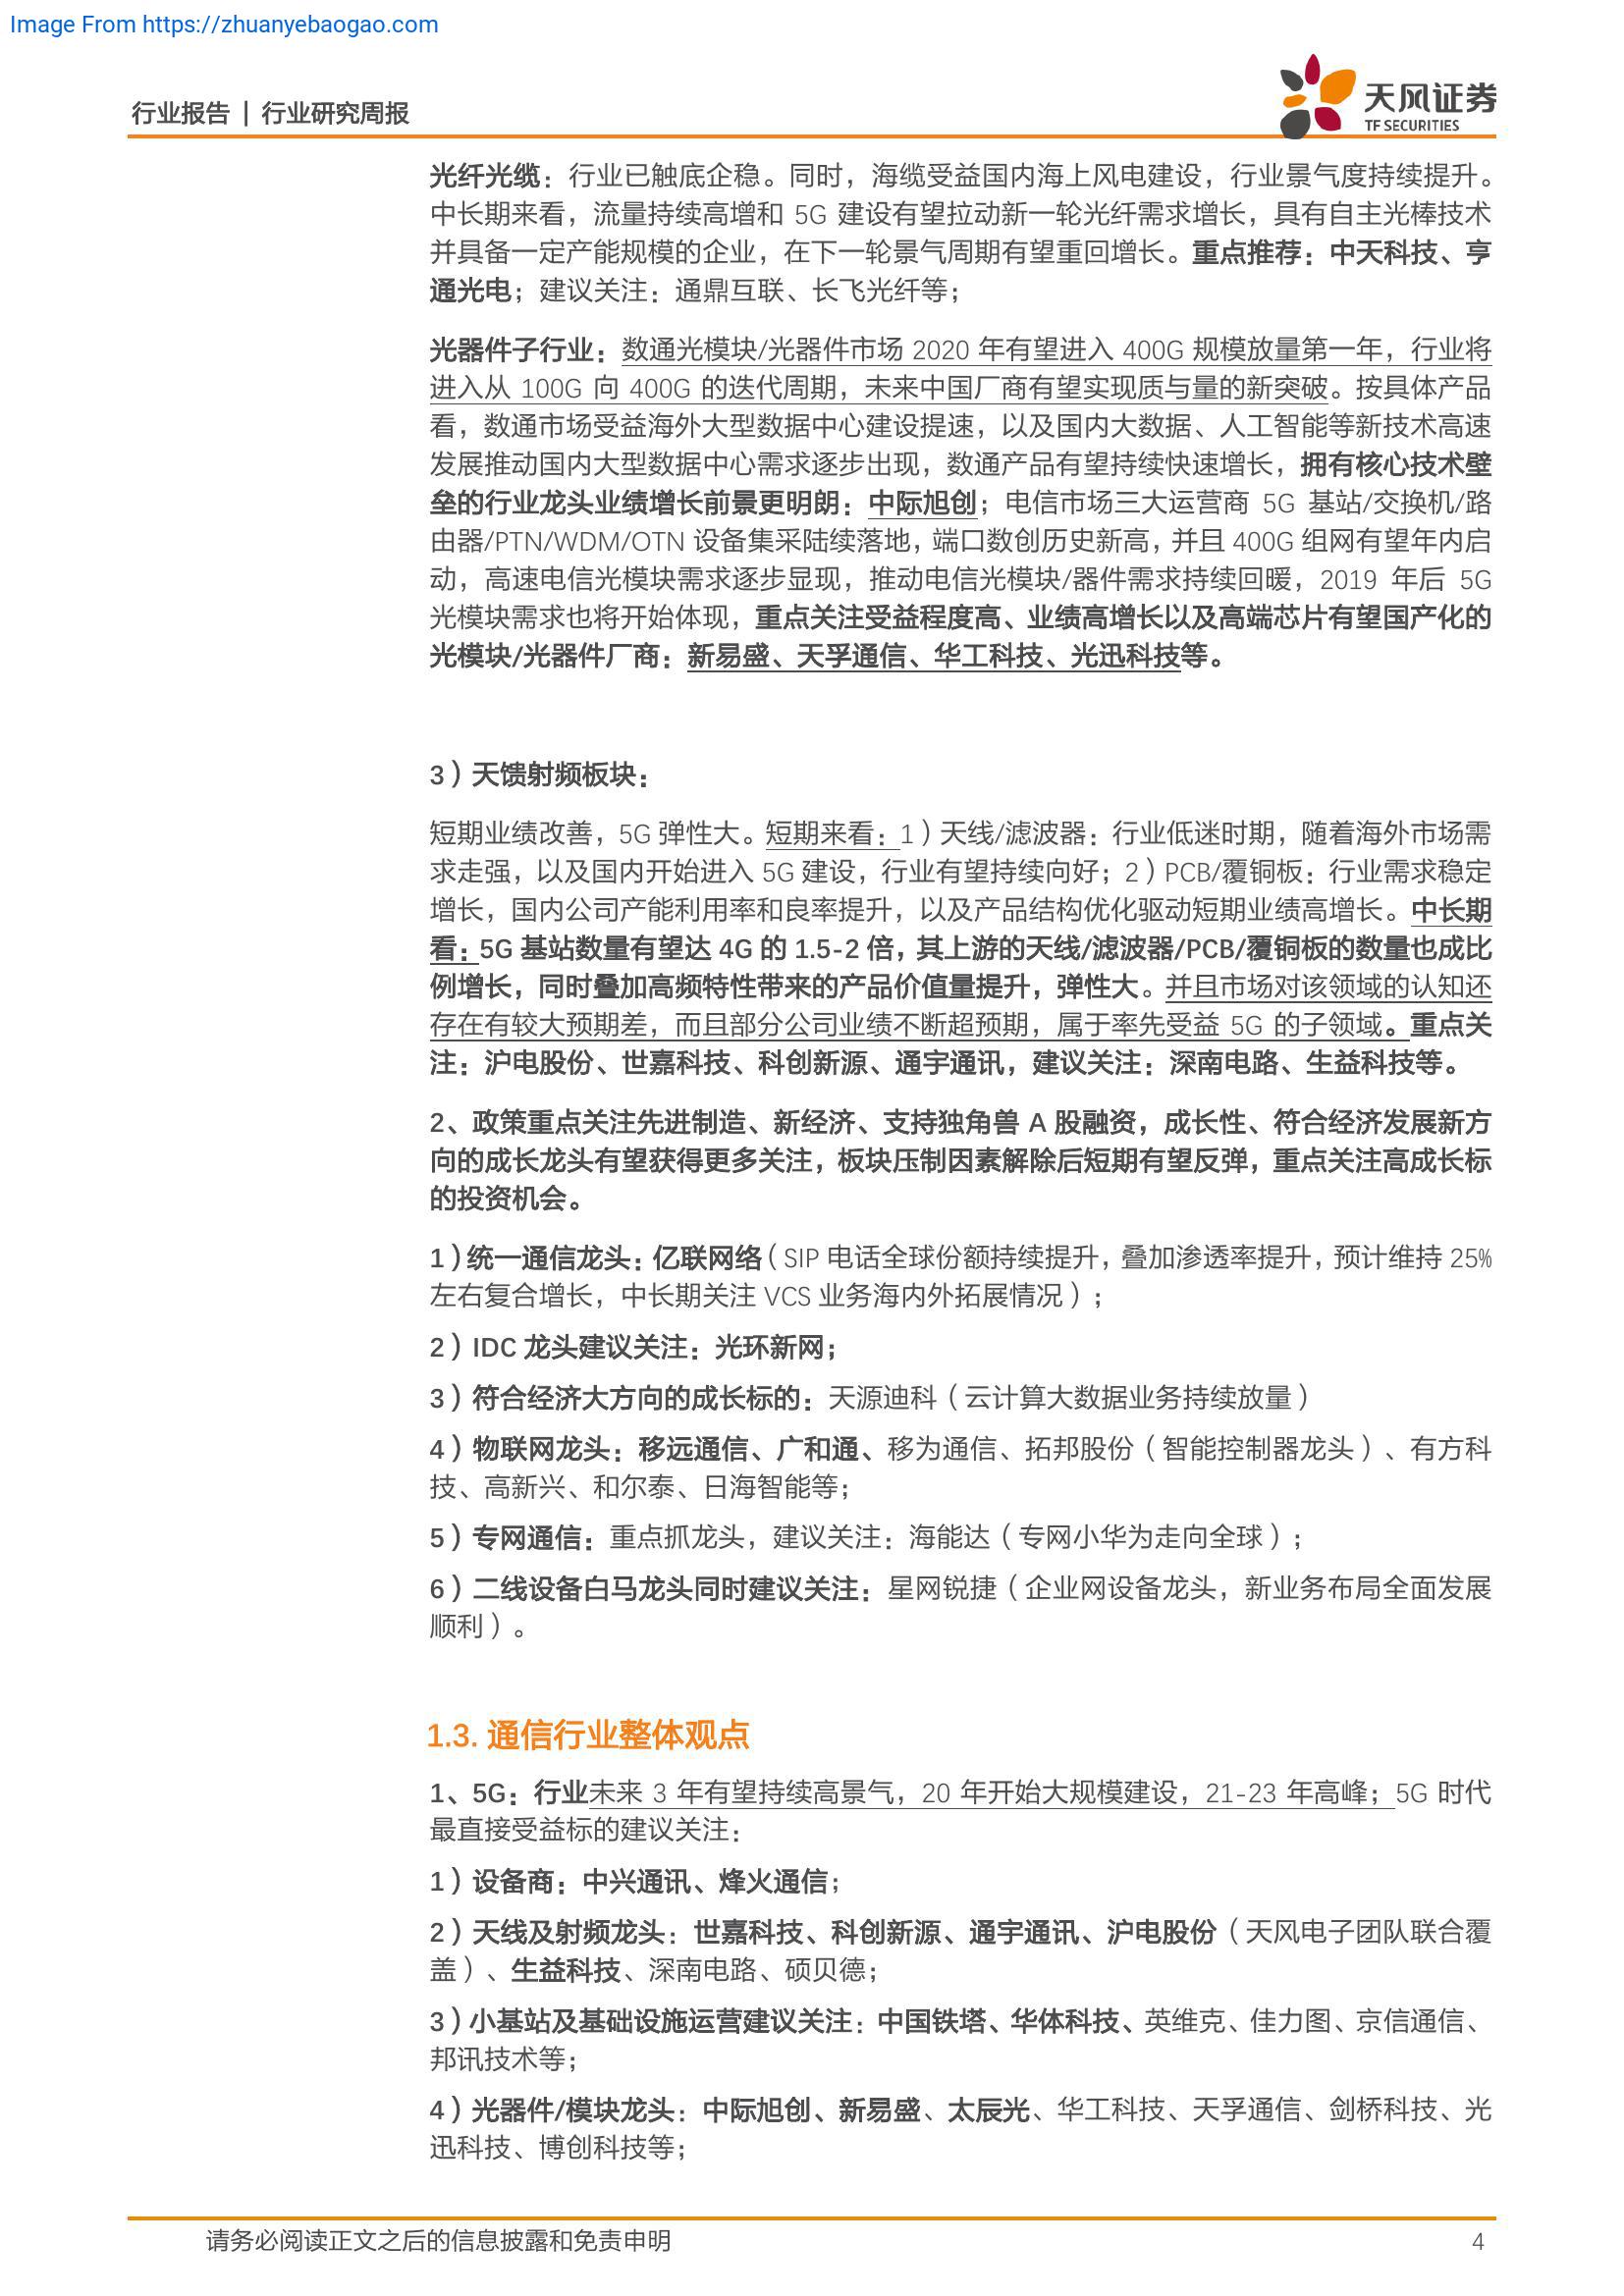 Image From https://zhuanyebaogao.com
行业报告 | 行业研究周报
天风证券
TF SECURITIES
光纤光缆：行业已触底企稳。同时，海缆受益国内海上风电建设，行业景气度持续提升。
中长期来看，流量持续高增和 5G 建设有望拉动新一轮光纤需求增长，具有自主光棒技术
并具备一定产能规模的企业，在下一轮景气周期有望重回增长。重点推荐：中天科技、亨
通光电；建议关注：通鼎互联、长飞光纤等；
光器件子行业：数通光模块/光器件市场 2020 年有望进入 400G 规模放量第一年，行业将
进入从 100G 向 400G 的迭代周期，未来中国厂商有望实现质与量的新突破。按具体产品
看，数通市场受益海外大型数据中心建设提速，以及国内大数据、人工智能等新技术高速
发展推动国内大型数据中心需求逐步出现，数通产品有望持续快速增长，拥有核心技术壁
垒的行业龙头业绩增长前景更明朗：中际旭创；电信市场三大运营商 5G 基站/交换机/路
由器/PTN/WDM/OTN 设备集采陆续落地，端口数创历史新高，并且 400G 组网有望年内启
动，高速电信光模块需求逐步显现，推动电信光模块/器件需求持续回暖，2019 年后 5G
光模块需求也将开始体现，重点关注受益程度高、业绩高增长以及高端芯片有望国产化的
光模块/光器件厂商：新易盛、天孚通信、华工科技、光迅科技等。
3）天馈射频板块：
短期业绩改善，5G 弹性大。短期来看：1）天线/滤波器：行业低迷时期，随着海外市场需
求走强，以及国内开始进入 5G 建设，行业有望持续向好；2）PCB/覆铜板：行业需求稳定
增长，国内公司产能利用率和良率提升，以及产品结构优化驱动短期业绩高增长。中长期
看：5G 基站数量有望达 4G 的 1.5-2 倍，其上游的天线/滤波器/PCB/覆铜板的数量也成比
例增长，同时叠加高频特性带来的产品价值量提升，弹性大。并且市场对该领域的认知还
存在有较大预期差，而且部分公司业绩不断超预期，属于率先受益 5G 的子领域。重点关
注：沪电股份、世嘉科技、科创新源、通宇通讯，建议关注：深南电路、生益科技等。
2、政策重点关注先进制造、新经济、支持独角兽 A 股融资，成长性、符合经济发展新方
向的成长龙头有望获得更多关注，板块压制因素解除后短期有望反弹，重点关注高成长标
的投资机会。
1）统一通信龙头：亿联网络（SIP 电话全球份额持续提升，叠加渗透率提升，预计维持 25%
左右复合增长，中长期关注 VCS 业务海内外拓展情况）；
2）IDC 龙头建议关注：光环新网；
3）符合经济大方向的成长标的：天源迪科（云计算大数据业务持续放量）
4）物联网龙头：移远通信、广和通、移为通信、拓邦股份（智能控制器龙头）、有方科
技、高新兴、和尔泰、日海智能等；
5）专网通信：重点抓龙头，建议关注：海能达（专网小华为走向全球）；
6）二线设备白马龙头同时建议关注：星网锐捷（企业网设备龙头，新业务布局全面发展
顺利）。
1.3. 通信行业整体观点
1、5G：行业未来 3 年有望持续高景气，20 年开始大规模建设，21-23 年高峰；5G 时代
最直接受益标的建议关注：
1）设备商：中兴通讯、烽火通信；
2）天线及射频龙头：世嘉科技、科创新源、通宇通讯、沪电股份（天风电子团队联合覆
盖）、生益科技、深南电路、硕贝德；
3）小基站及基础设施运营建议关注：中国铁塔、华体科技、英维克、佳力图、京信通信、
邦讯技术等；
4）光器件/模块龙头：中际旭创、新易盛、太辰光、华工科技、天孚通信、剑桥科技、光
迅科技、博创科技等；
请务必阅读正文之后的信息披露和免责申明
4